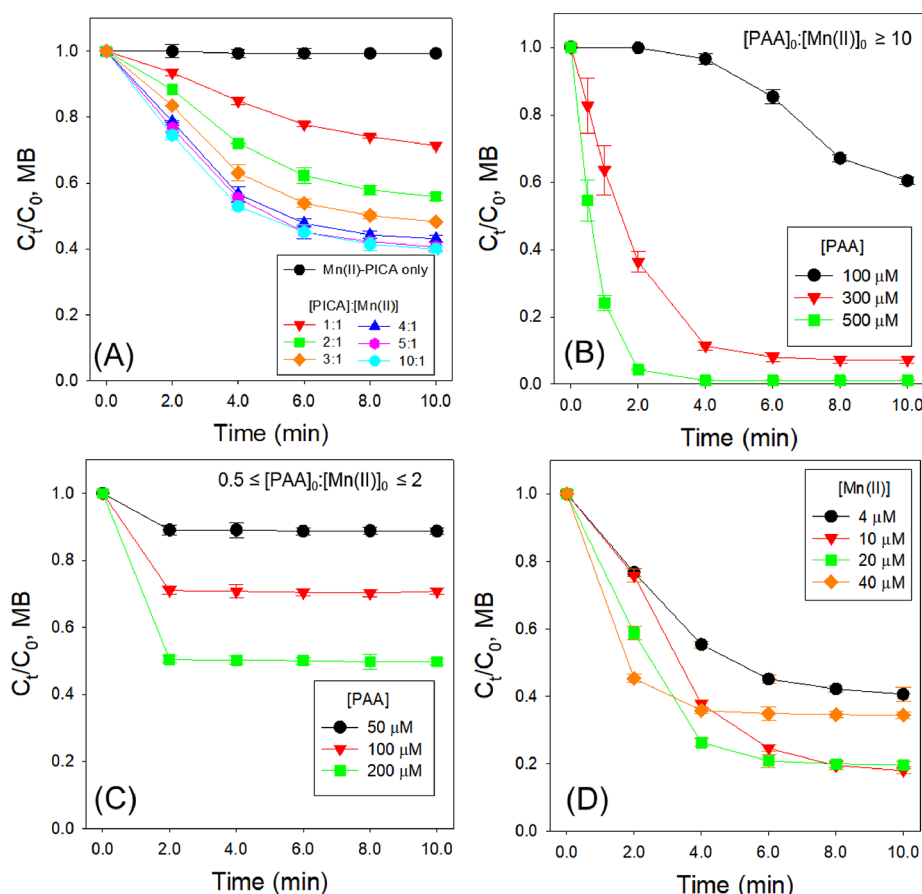 1.0
0.8
0.6
0.4
0.2
0.0
Cₜ/C₀, MB
Mn(II)-PICA only
[PICA]:[Mn(II)]
1:1 4:1
2:1 5:1
3:1 10:1
(A)
0.0 2.0 4.0 6.0 8.0 10.0
Time (min)
[PAA]₀:[Mn(II)]₀ ≥ 10
1.0
0.8
0.6
0.4
0.2
0.0
Cₜ/C₀, MB
[PAA]
100 μM
300 μM
500 μM
(B)
0.0 2.0 4.0 6.0 8.0 10.0
Time (min)
0.5 ≤ [PAA]₀:[Mn(II)]₀ ≤ 2
1.0
0.8
0.6
0.4
0.2
0.0
Cₜ/C₀, MB
[PAA]
50 μM
100 μM
200 μM
(C)
0.0 2.0 4.0 6.0 8.0 10.0
Time (min)
[Mn(II)]
4 μM
10 μM
20 μM
40 μM
1.0
0.8
0.6
0.4
0.2
0.0
Cₜ/C₀, MB
(D)
0.0 2.0 4.0 6.0 8.0 10.0
Time (min)